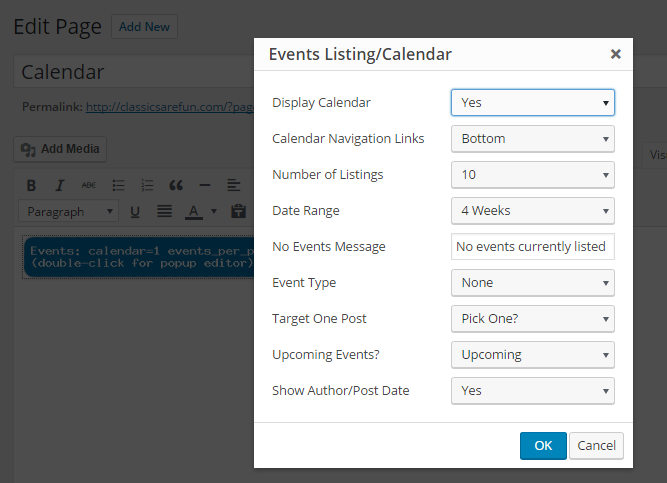 Edit Page Add New
Calendar
Permalink: http://classicsarefun.com/?pag
Add Media
Vis
B I ABC
Paragraph U A
Events: calendar=1 events_per_p
(double-click for popup editor)
Events Listing/Calendar ×
Display Calendar Yes
Calendar Navigation Links Bottom
Number of Listings 10
Date Range 4 Weeks
No Events Message No events currently listed
Event Type None
Target One Post Pick One?
Upcoming Events? Upcoming
Show Author/Post Date Yes
OK Cancel